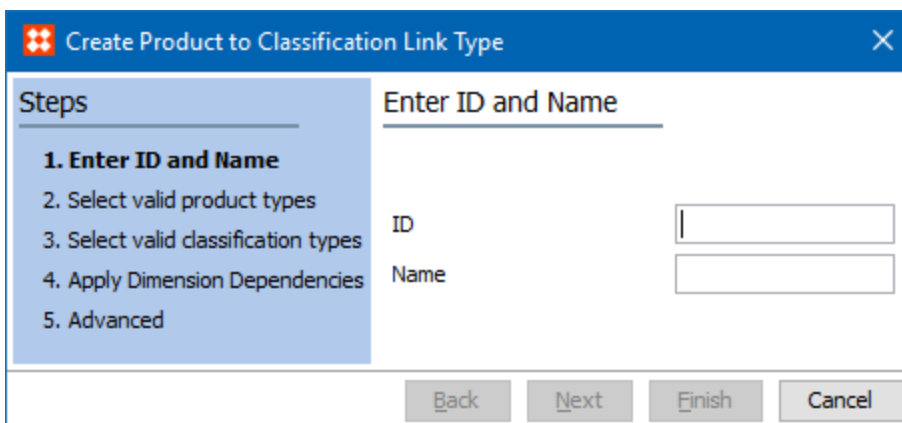 Create Product to Classification Link Type
Steps
1. Enter ID and Name
2. Select valid product types
3. Select valid classification types
4. Apply Dimension Dependencies
5. Advanced
Enter ID and Name
ID
Name
Back Next Finish Cancel